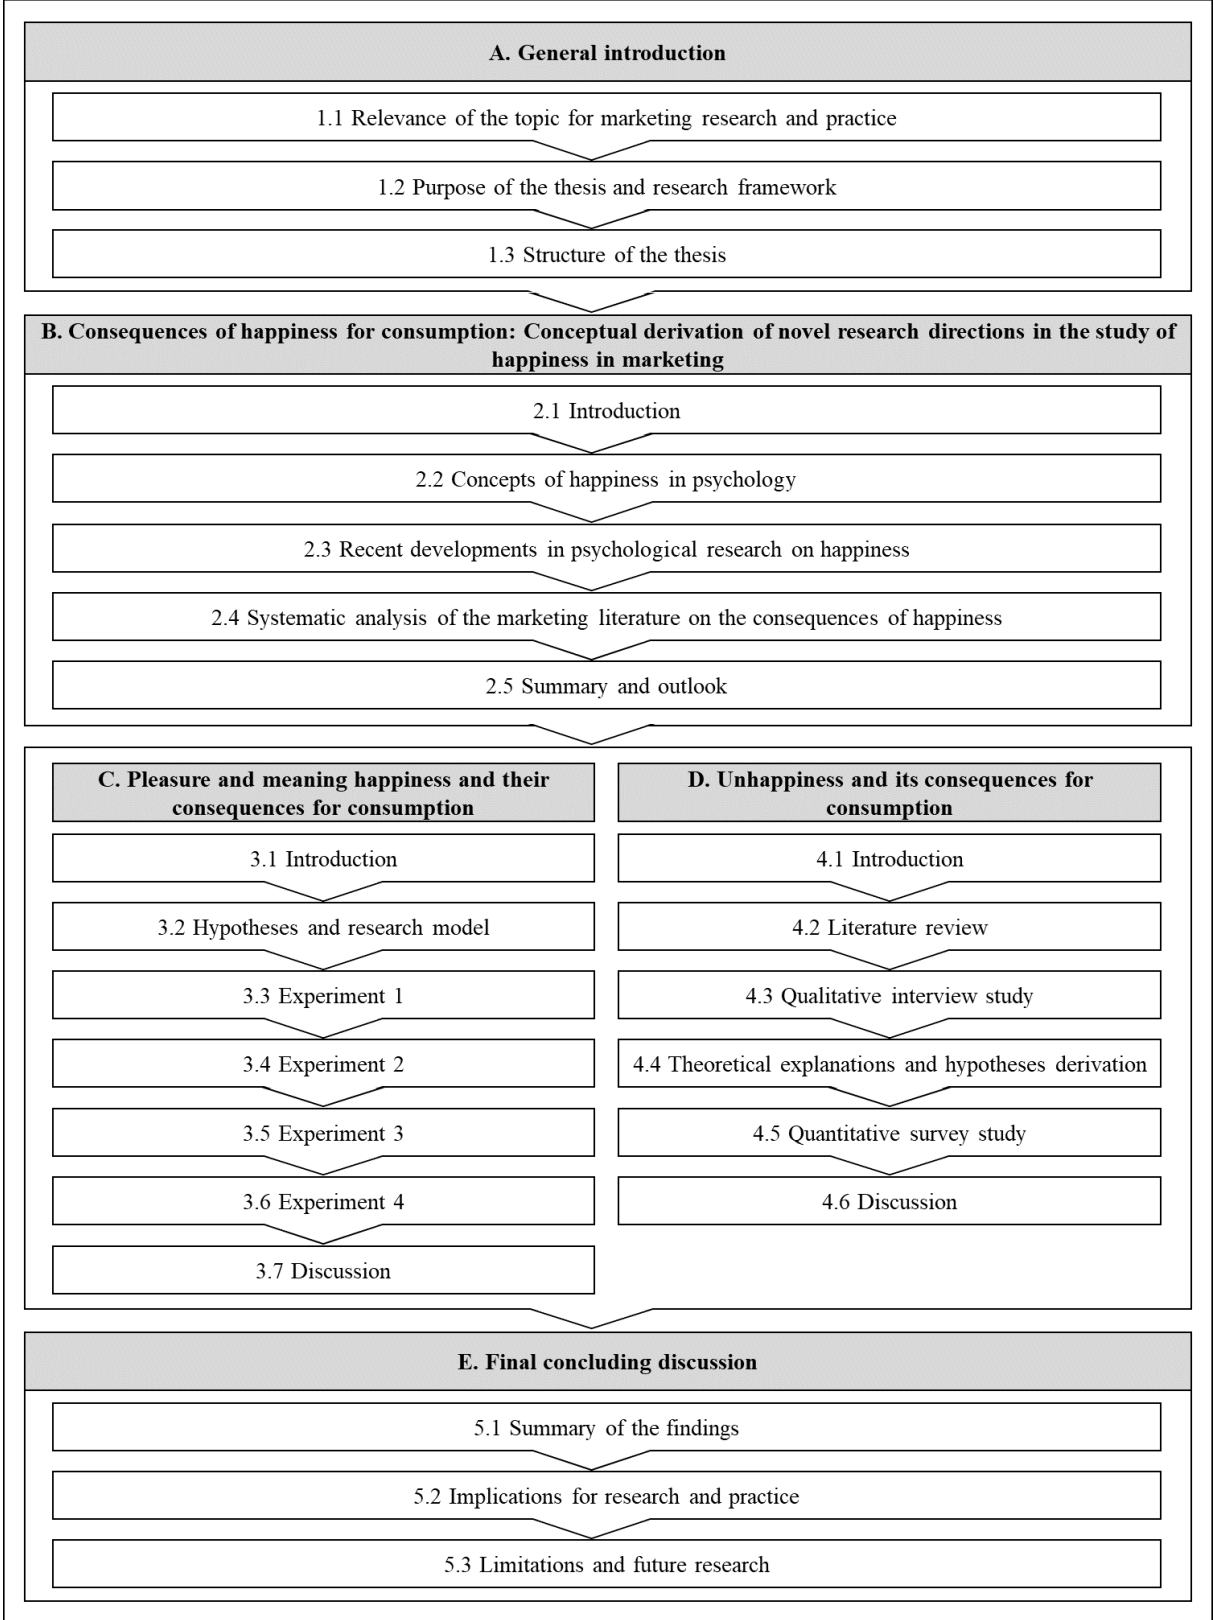 A. General introduction
1.1 Relevance of the topic for marketing research and practice
1.2 Purpose of the thesis and research framework
1.3 Structure of the thesis
B. Consequences of happiness for consumption: Conceptual derivation of novel research directions in the study of
happiness in marketing
2.1 Introduction
2.2 Concepts of happiness in psychology
2.3 Recent developments in psychological research on happiness
2.4 Systematic analysis of the marketing literature on the consequences of happiness
2.5 Summary and outlook
C. Pleasure and meaning happiness and their
consequences for consumption
3.1 Introduction
3.2 Hypotheses and research model
3.3 Experiment 1
3.4 Experiment 2
3.5 Experiment 3
3.6 Experiment 4
3.7 Discussion
D. Unhappiness and its consequences for
consumption
4.1 Introduction
4.2 Literature review
4.3 Qualitative interview study
4.4 Theoretical explanations and hypotheses derivation
4.5 Quantitative survey study
4.6 Discussion
E. Final concluding discussion
5.1 Summary of the findings
5.2 Implications for research and practice
5.3 Limitations and future research